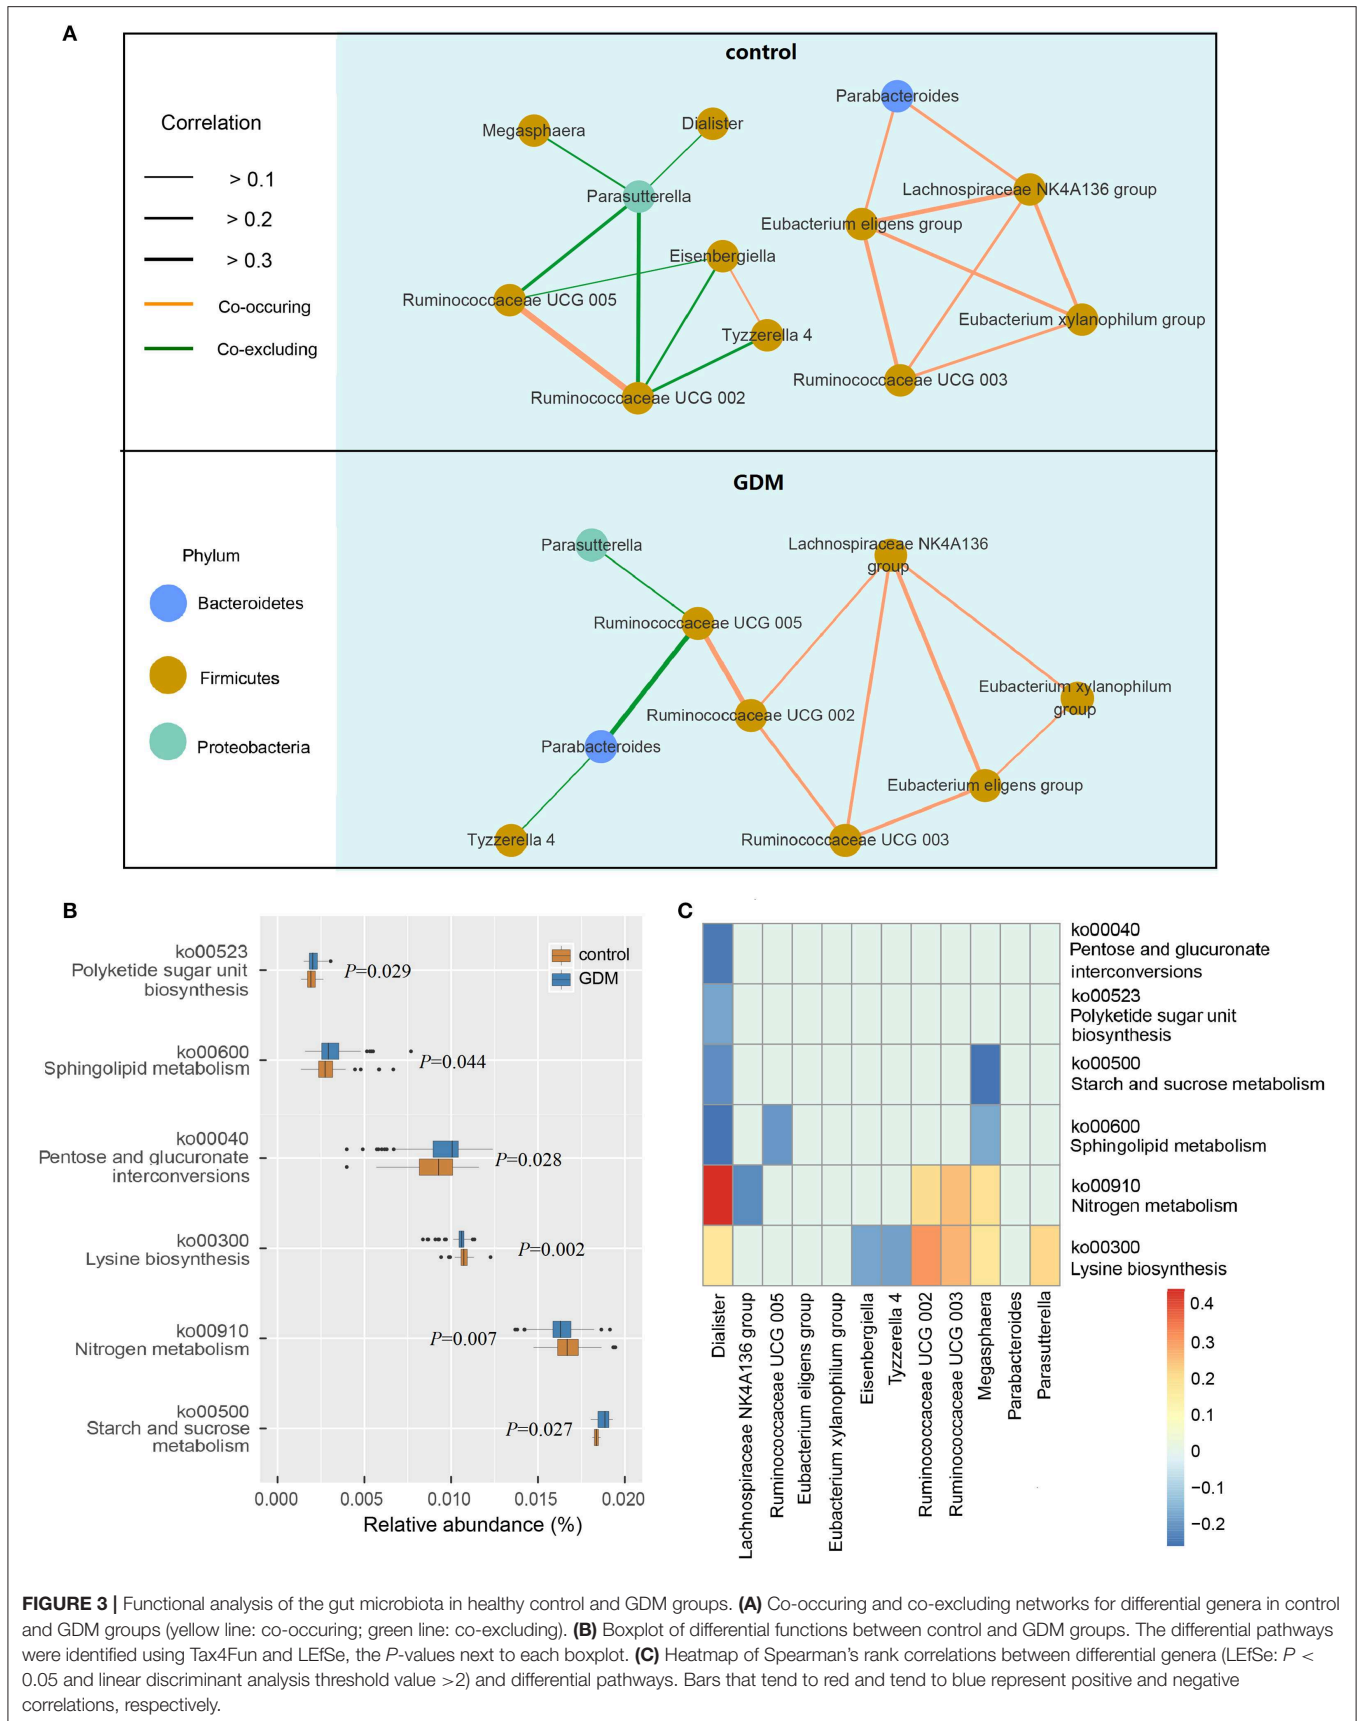 A
control
Correlation
> 0.1
> 0.2
> 0.3
Co-occuring
Co-excluding
Megasphaera
Dialister
Parasutterella
Eisenbergiella
Ruminococcaceae UCG 005
Tyzzerella 4
Ruminococcaceae UCG 002
Parabacteroides
Lachnospiraceae NK4A136 group
Eubacterium eligens group
Eubacterium xylanophilum group
Ruminococcaceae UCG 003
GDM
Phylum
Bacteroidetes
Firmicutes
Proteobacteria
Parasutterella
Lachnospiraceae NK4A136
group
Ruminococcaceae UCG 005
Eubacterium xylanophilum
group
Ruminococcaceae UCG 002
Parabacteroides
Eubacterium eligens group
Tyzzerella 4
Ruminococcaceae UCG 003
B
ko00523
Polyketide sugar unit
biosynthesis
P=0.029
control
GDM
ko00600
Sphingolipid metabolism
P=0.044
ko00040
Pentose and glucuronate
interconversions
P=0.028
ko00300
Lysine biosynthesis
P=0.002
ko00910
Nitrogen metabolism
P=0.007
ko00500
Starch and sucrose
metabolism
P=0.027
0.000 0.005 0.010 0.015 0.020
Relative abundance (%)
C
ko00040
Pentose and glucuronate
interconversions
ko00523
Polyketide sugar unit
biosynthesis
ko00500
Starch and sucrose metabolism
ko00600
Sphingolipid metabolism
ko00910
Nitrogen metabolism
ko00300
Lysine biosynthesis
Dialister
Lachnospiraceae NK4A136 group
Ruminococcaceae UCG 005
Eubacterium eligens group
Eubacterium xylanophilum group
Eisenbergiella
Tyzzerella 4
Ruminococcaceae UCG 002
Ruminococcaceae UCG 003
Megasphaera
Parabacteroides
Parasutterella
0.4
0.3
0.2
0.1
0
−0.1
−0.2
FIGURE 3 | Functional analysis of the gut microbiota in healthy control and GDM groups. (A) Co-occuring and co-excluding networks for differential genera in control
and GDM groups (yellow line: co-occuring; green line: co-excluding). (B) Boxplot of differential functions between control and GDM groups. The differential pathways
were identified using Tax4Fun and LEfSe, the P-values next to each boxplot. (C) Heatmap of Spearman's rank correlations between differential genera (LEfSe: P <
0.05 and linear discriminant analysis threshold value >2) and differential pathways. Bars that tend to red and tend to blue represent positive and negative
correlations, respectively.